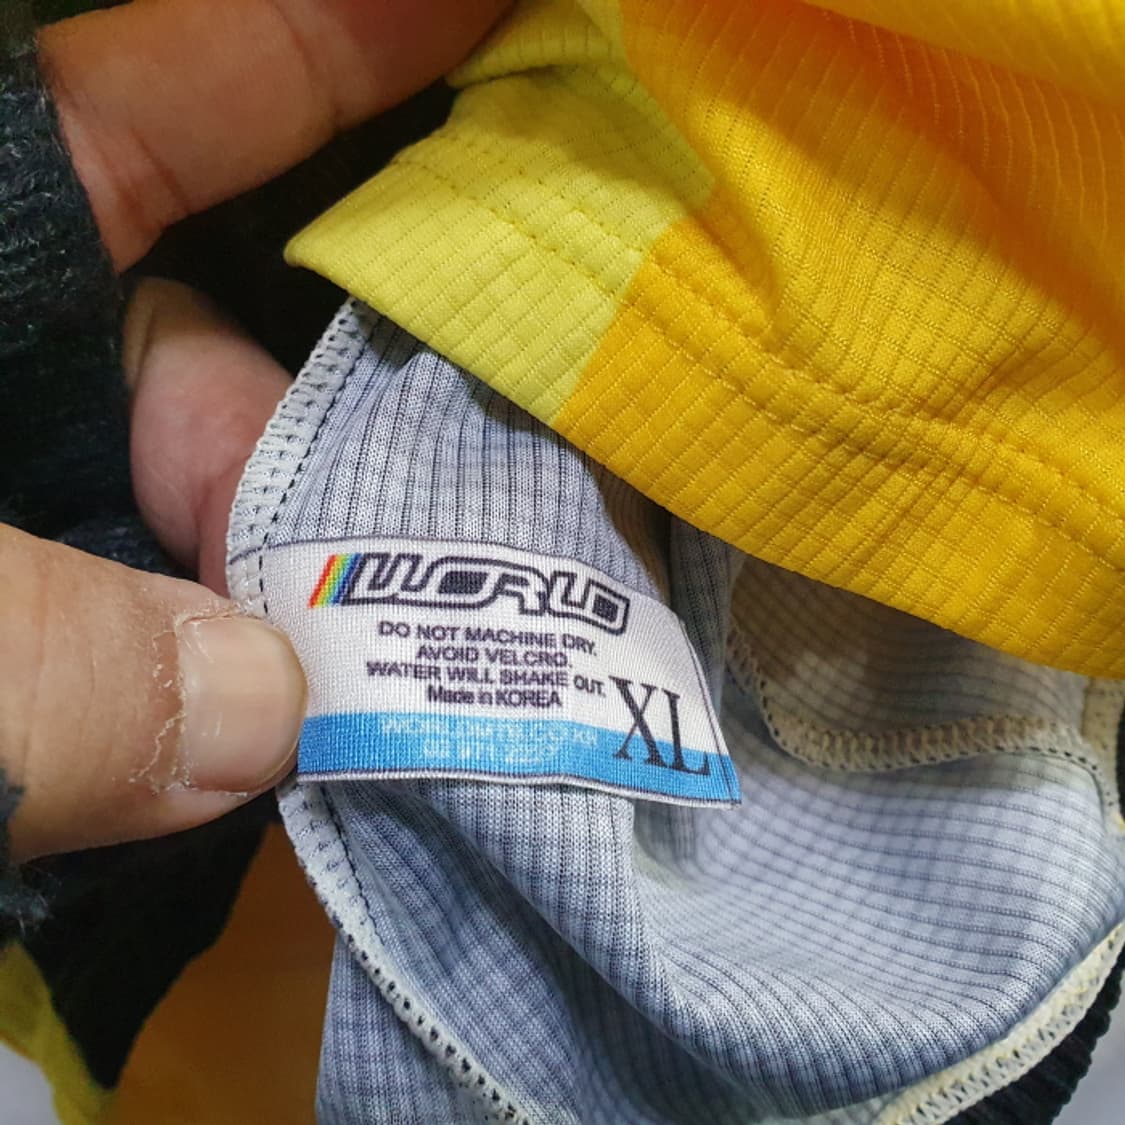 WORLD
DO NOT MACHINE DRY.
AVOID VELCRO.
WATER WILL SHAKE OUT.
Made in KOREA
XL